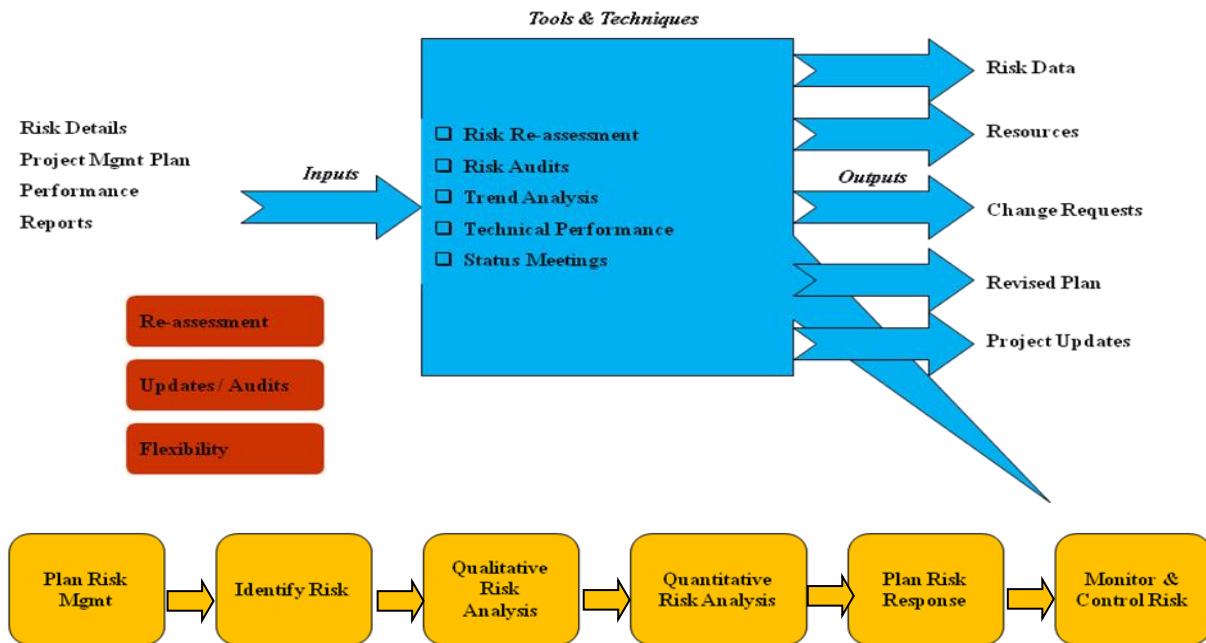 Tools & Techniques
Risk Details
Project Mgmt Plan
Performance
Reports
Inputs
Risk Re-assessment
Risk Audits
Trend Analysis
Technical Performance
Status Meetings
Outputs
Risk Data
Resources
Change Requests
Revised Plan
Project Updates
Re-assessment
Updates / Audits
Flexibility
Plan Risk
Mgmt
Identify Risk
Qualitative
Risk
Analysis
Quantitative
Risk Analysis
Plan Risk
Response
Monitor &
Control Risk